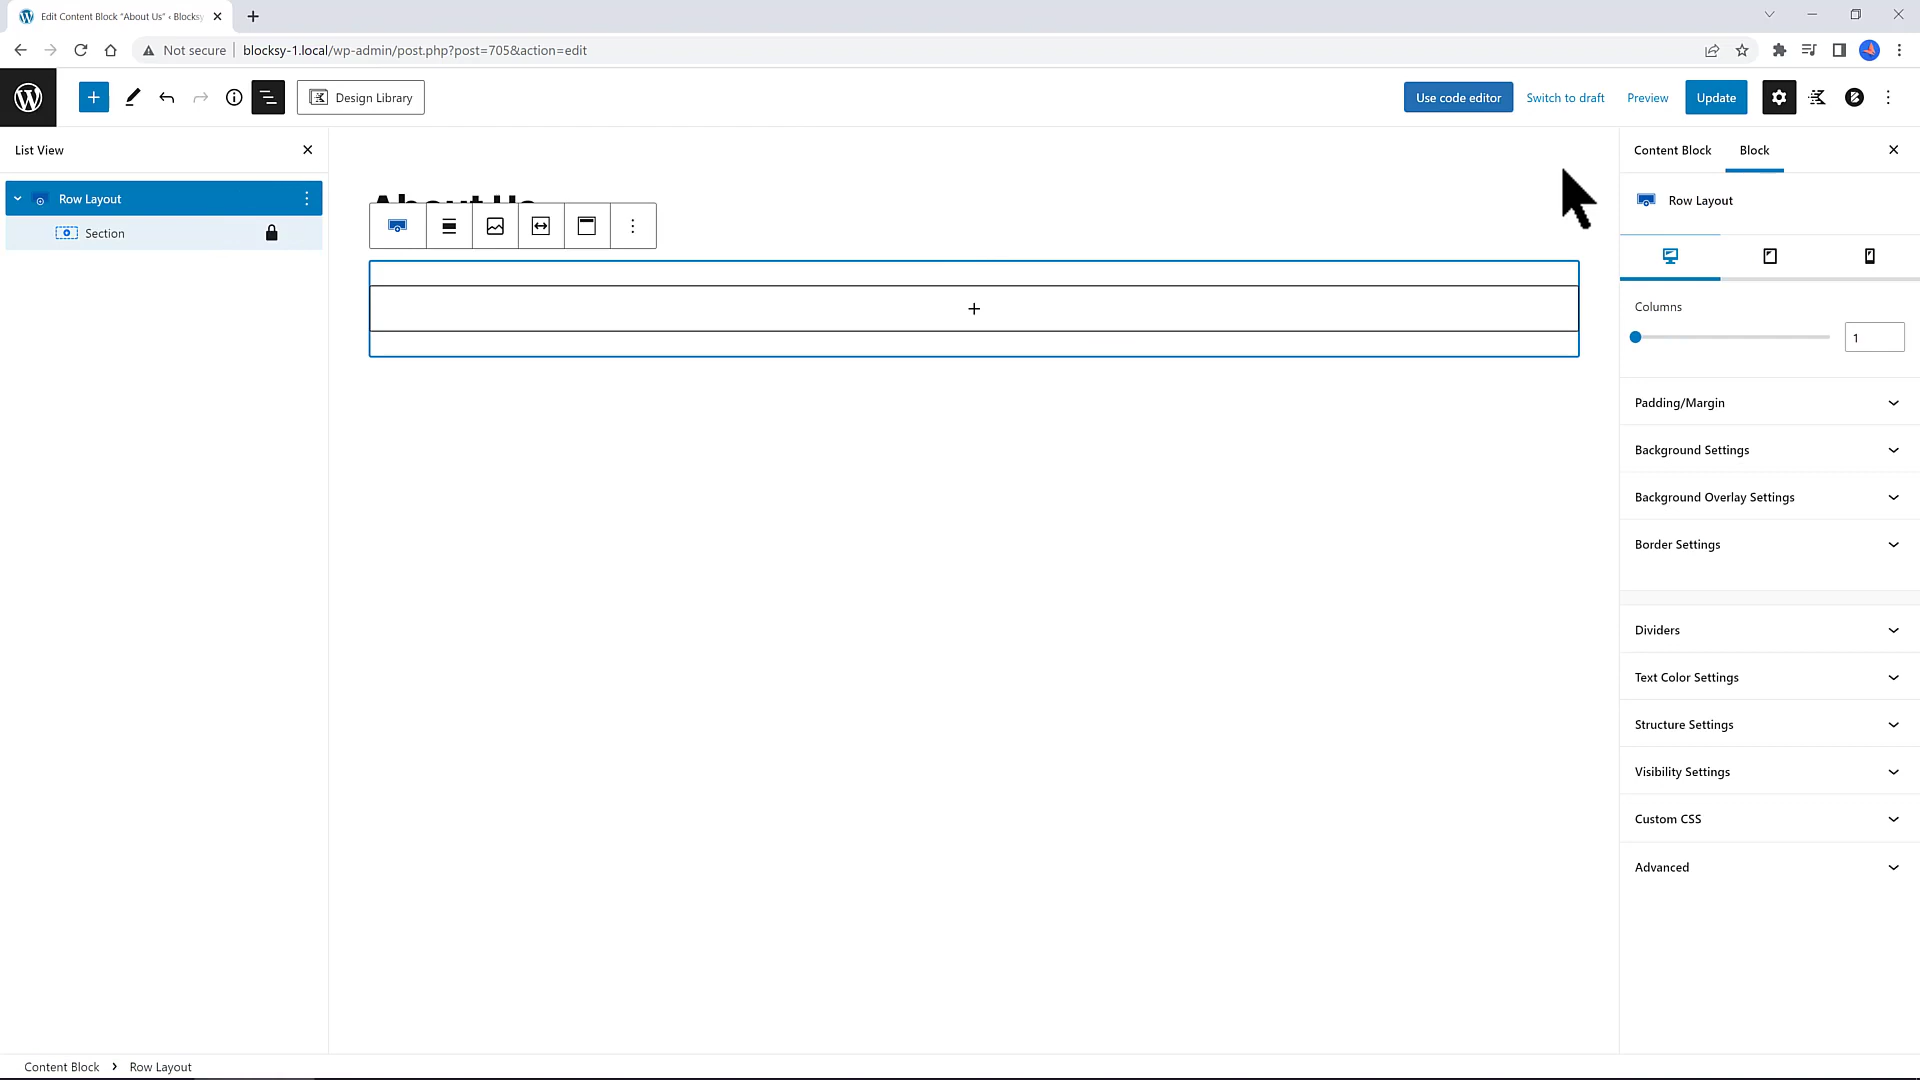 Edit Content Block "About Us" ‹ Blocksy
Not secure
blocksy-1.local/wp-admin/post.php?post=705&action=edit
Design Library
Use code editor
Switch to draft
Preview
Update
List View
Row Layout
Section
About Us
Content Block
Block
Row Layout
Columns
1
Padding/Margin
Background Settings
Background Overlay Settings
Border Settings
Dividers
Text Color Settings
Structure Settings
Visibility Settings
Custom CSS
Advanced
Content Block
Row Layout